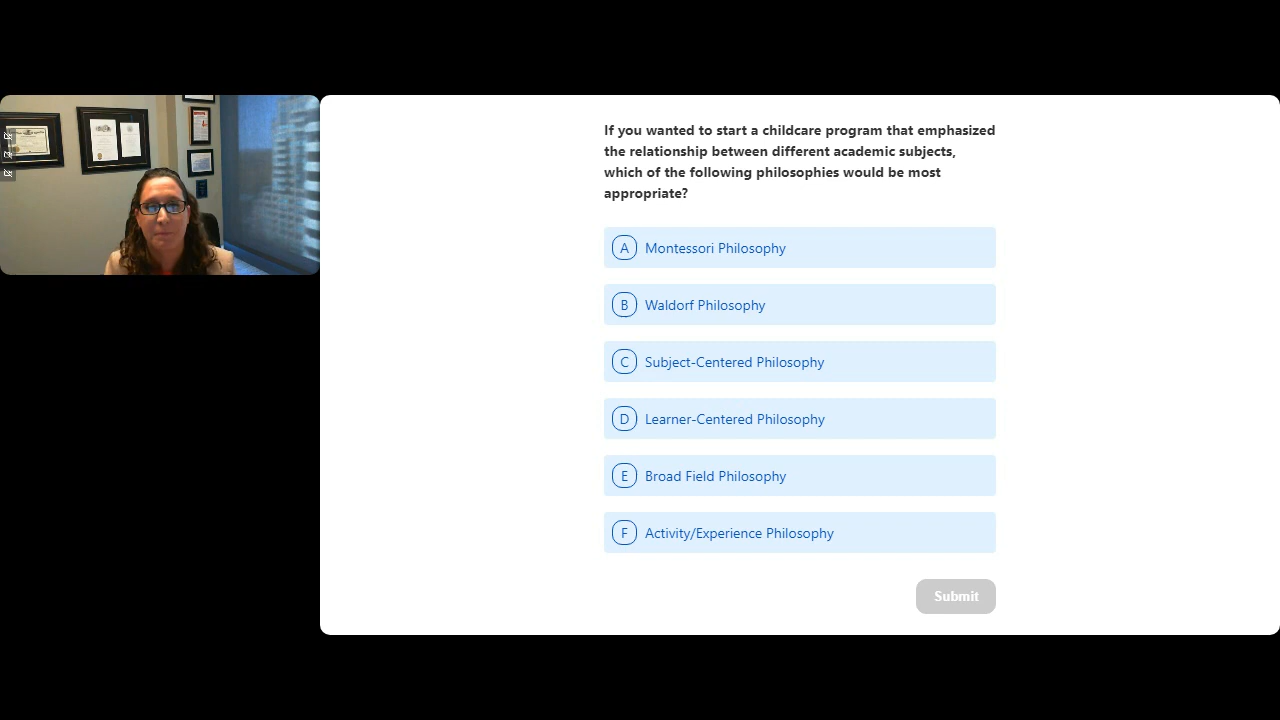 If you wanted to start a childcare program that emphasized
the relationship between different academic subjects,
which of the following philosophies would be most
appropriate?
A Montessori Philosophy
B Waldorf Philosophy
C Subject-Centered Philosophy
D Learner-Centered Philosophy
E Broad Field Philosophy
F Activity/Experience Philosophy
Submit